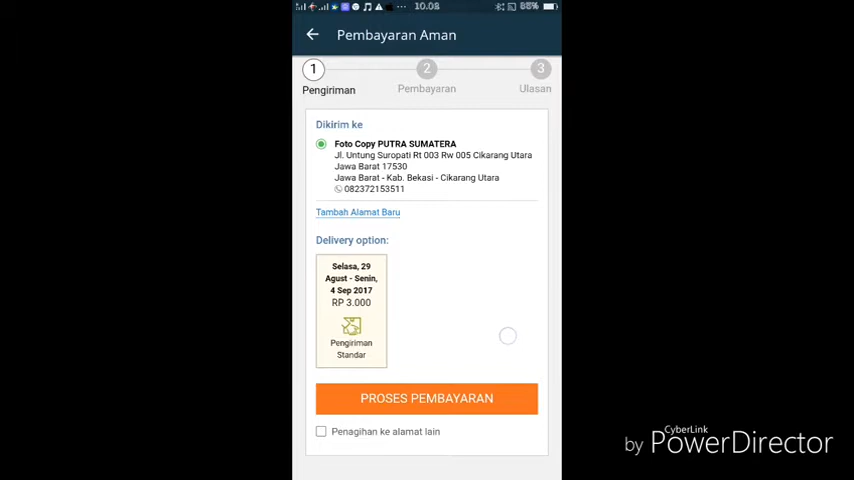 10.02
88%
Pembayaran Aman
1
2
3
Pengiriman
Pembayaran
Ulasan
Dikirim ke
Foto Copy PUTRA SUMATERA
Jl. Untung Suropati Rt 003 Rw 005 Cikarang Utara
Jawa Barat 17530
Jawa Barat - Kab. Bekasi - Cikarang Utara
082372153511
Tambah Alamat Baru
Delivery option:
Selasa, 29
Agust - Senin,
4 Sep 2017
RP 3.000
Pengiriman
Standar
PROSES PEMBAYARAN
Penagihan ke alamat lain
CyberLink
by PowerDirector